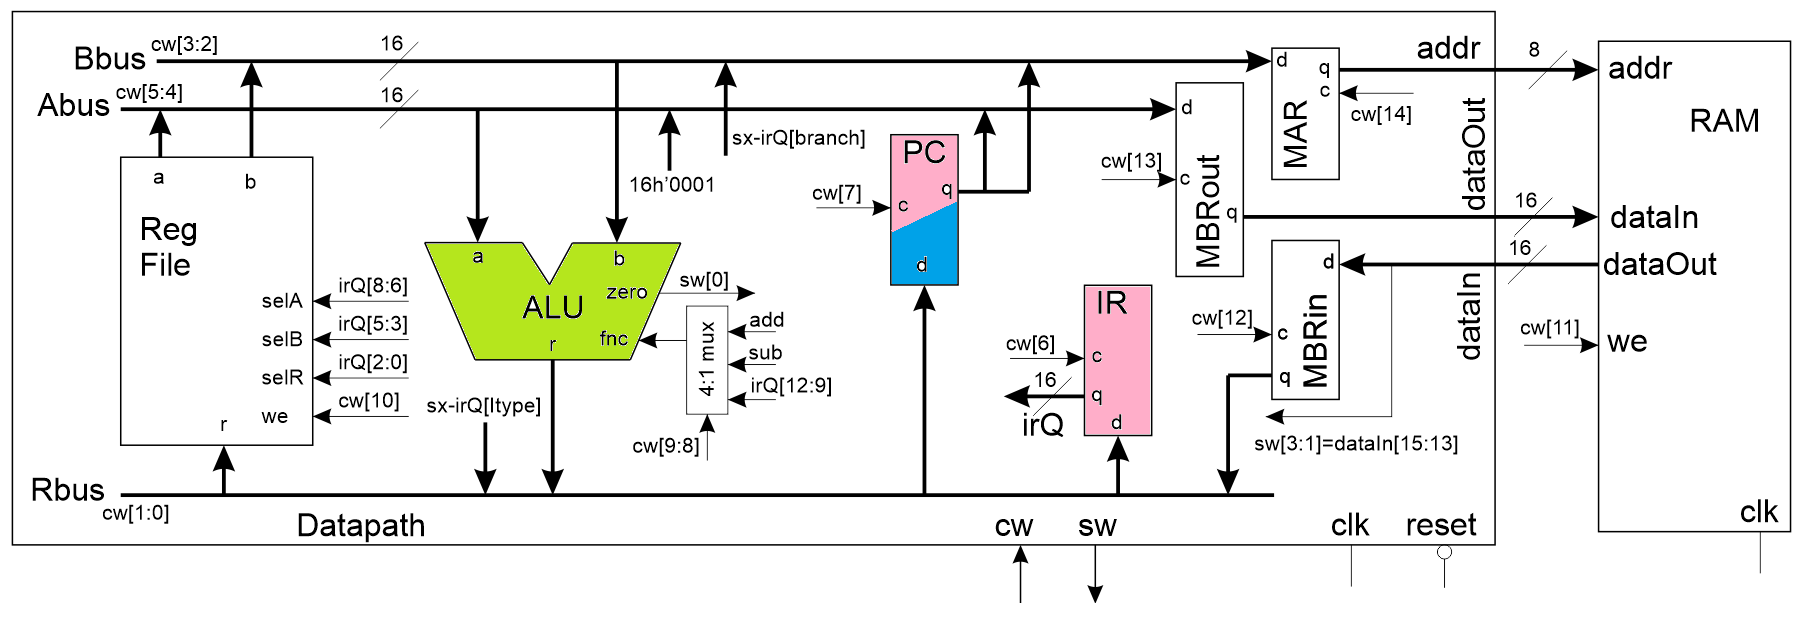 Bbus
cw[3:2]
16
Abus
cw[5:4]
16
a
b
Reg
File
selA
irQ[8:6]
selB
irQ[5:3]
selR
irQ[2:0]
we
cw[10]
r
Rbus
cw[1:0]
Datapath
a
b
ALU
zero
fnc
r
sw[0]
4:1 mux
add
sub
irQ[12:9]
cw[9:8]
sx-irQ[Itype]
16h'0001
sx-irQ[branch]
PC
cw[7]
c
q
d
IR
cw[6]
c
16
q
irQ
d
d
MBRout
cw[13]
c
q
d
MAR
q
c
cw[14]
d
MBRin
cw[12]
c
q
sw[3:1]=dataIn[15:13]
addr
dataOut
dataIn
8
16
16
cw
sw
clk
reset
addr
RAM
dataIn
dataOut
cw[11]
we
clk